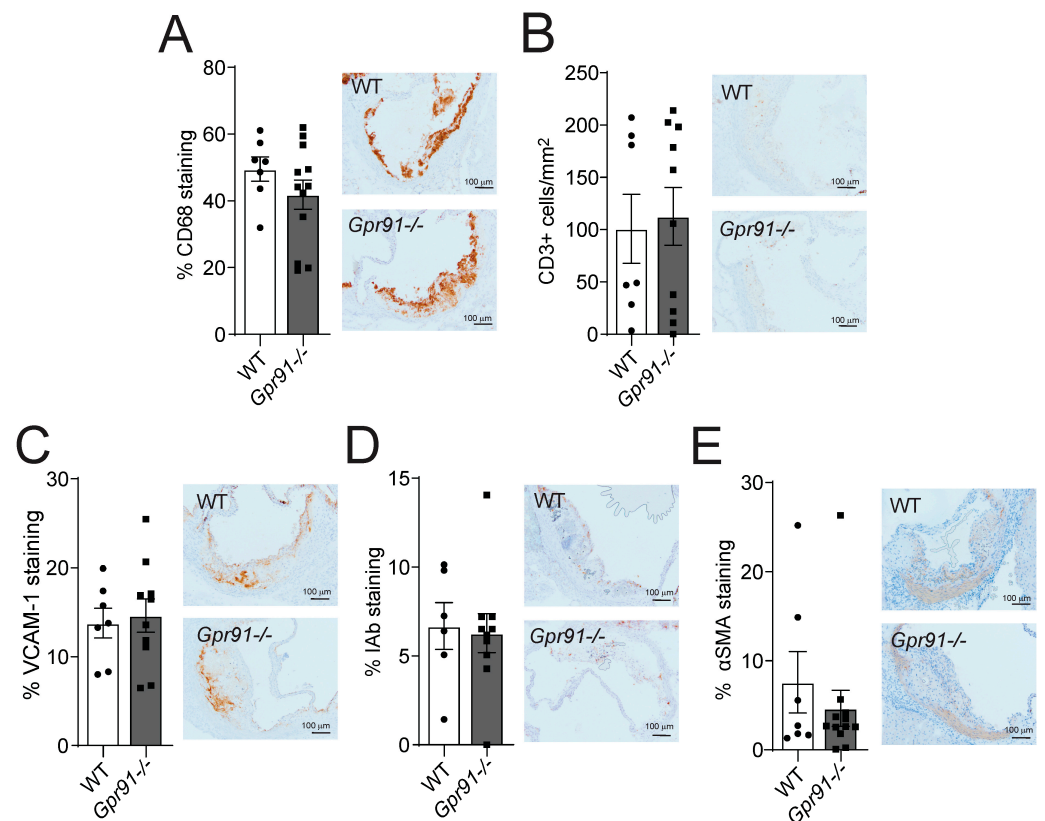 A
% CD68 staining
80
60
40
20
0
WT
Gpr91-/-
WT
100 µm
Gpr91-/-
100 µm
B
CD3+ cells/mm2
250
200
150
100
50
0
WT
Gpr91-/-
WT
100 µm
Gpr91-/-
100 µm
C
% VCAM-1 staining
30
20
10
0
WT
Gpr91-/-
WT
100 µm
Gpr91-/-
100 µm
D
% IAb staining
15
10
5
0
WT
Gpr91-/-
WT
100 µm
Gpr91-/-
100 µm
E
% αSMA staining
30
20
10
0
WT
Gpr91-/-
WT
100 µm
Gpr91-/-
100 µm